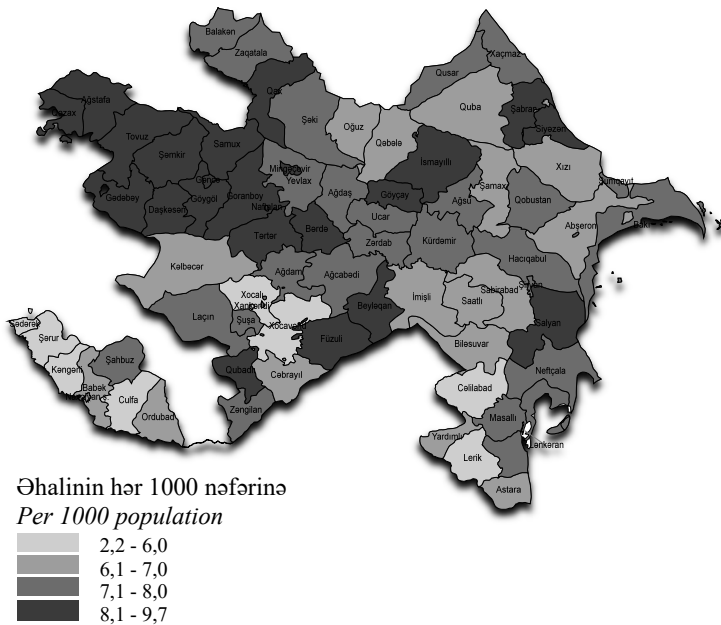 Balakən
Zaqatala
Qax
Şəki
Oğuz
Qəbələ
Qusar
Xaçmaz
Quba
Şabran
Siyəzən
Ağstafa
Qazax
Tovuz
Şəmkir
Samux
Gədəbəy
Daşkəsən
Göygöl
Gəncə
Goranboy
Naftalan
Mingəçevir
Yevlax
Ağdaş
Göyçay
İsmayıllı
Ağsu
Şamaxı
Xızı
Qobustan
Sumqayıt
Abşeron
Bakı
Ucar
Zərdab
Kürdəmir
Hacıqabul
Tərtər
Bərdə
Kəlbəcər
Ağdam
Ağcabədi
Xocalı
Xankəndi
Laçın
Şuşa
Xocavənd
Beyləqan
Füzuli
İmişli
Saatlı
Sabirabad
Şirvan
Salyan
Biləsuvar
Neftçala
Qubadlı
Cəbrayıl
Zəngilan
Cəlilabad
Masallı
Yardımlı
Lerik
Lənkəran
Astara
Sədərək
Şərur
Kəngərli
Şahbuz
Babək
Naxçıvan ş.
Culfa
Ordubad
Əhalinin hər 1000 nəfərinə
Per 1000 population
2,2 - 6,0
6,1 - 7,0
7,1 - 8,0
8,1 - 9,7